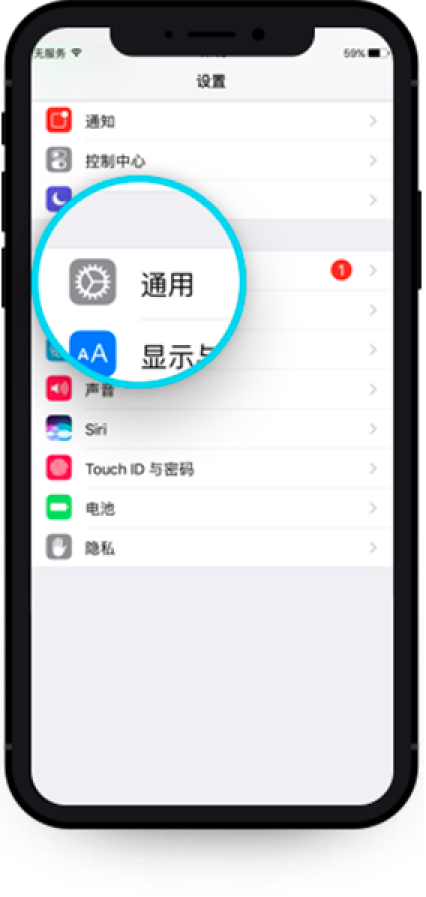 无服务
59%
设置
通知
控制中心
通用
1
AA
显示与
声音
Siri
Touch ID 与密码
电池
隐私